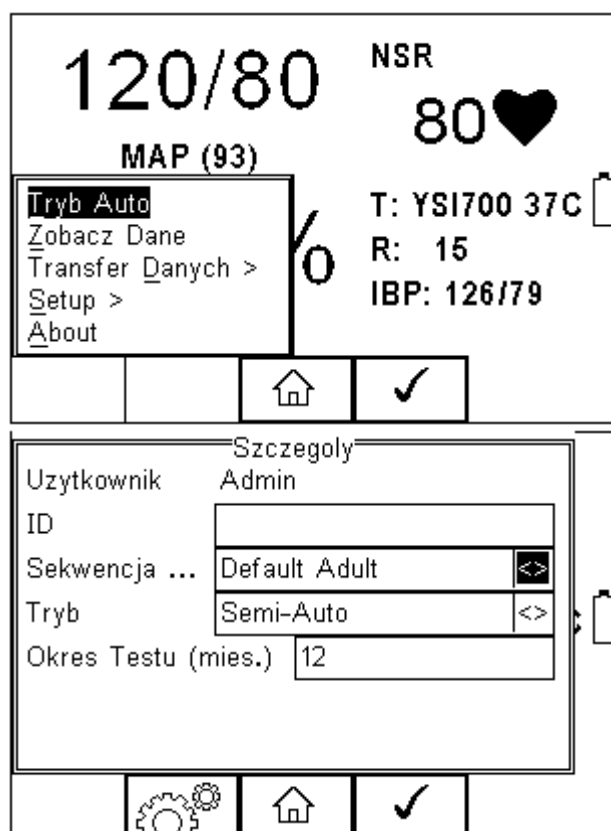 120/80
NSR
80
MAP (93)
Tryb Auto
Zobacz Dane
Transfer Danych >
Setup >
About
%
T: YSI700 37C
R: 15
IBP: 126/79
Szczegoly
Uzytkownik Admin
ID
Sekwencja ... Default Adult <>
Tryb Semi-Auto <>
Okres Testu (mies.) 12